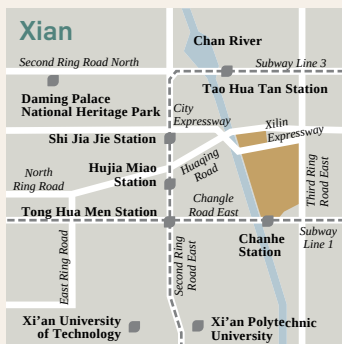 Xian
Chan River
Second Ring Road North
Subway Line 3
Daming Palace
National Heritage Park
Tao Hua Tan Station
City
Expressway
Xilin
Expressway
Shi Jia Jie Station
Hujia Miao
Station
Huaqing
Road
North
Ring Road
Third Ring
Road East
Changle
Road East
Tong Hua Men Station
Chanhe
Station
Subway
Line 1
East Ring Road
Second Ring
Road East
Xi'an University
of Technology
Xi'an Polytechnic
University